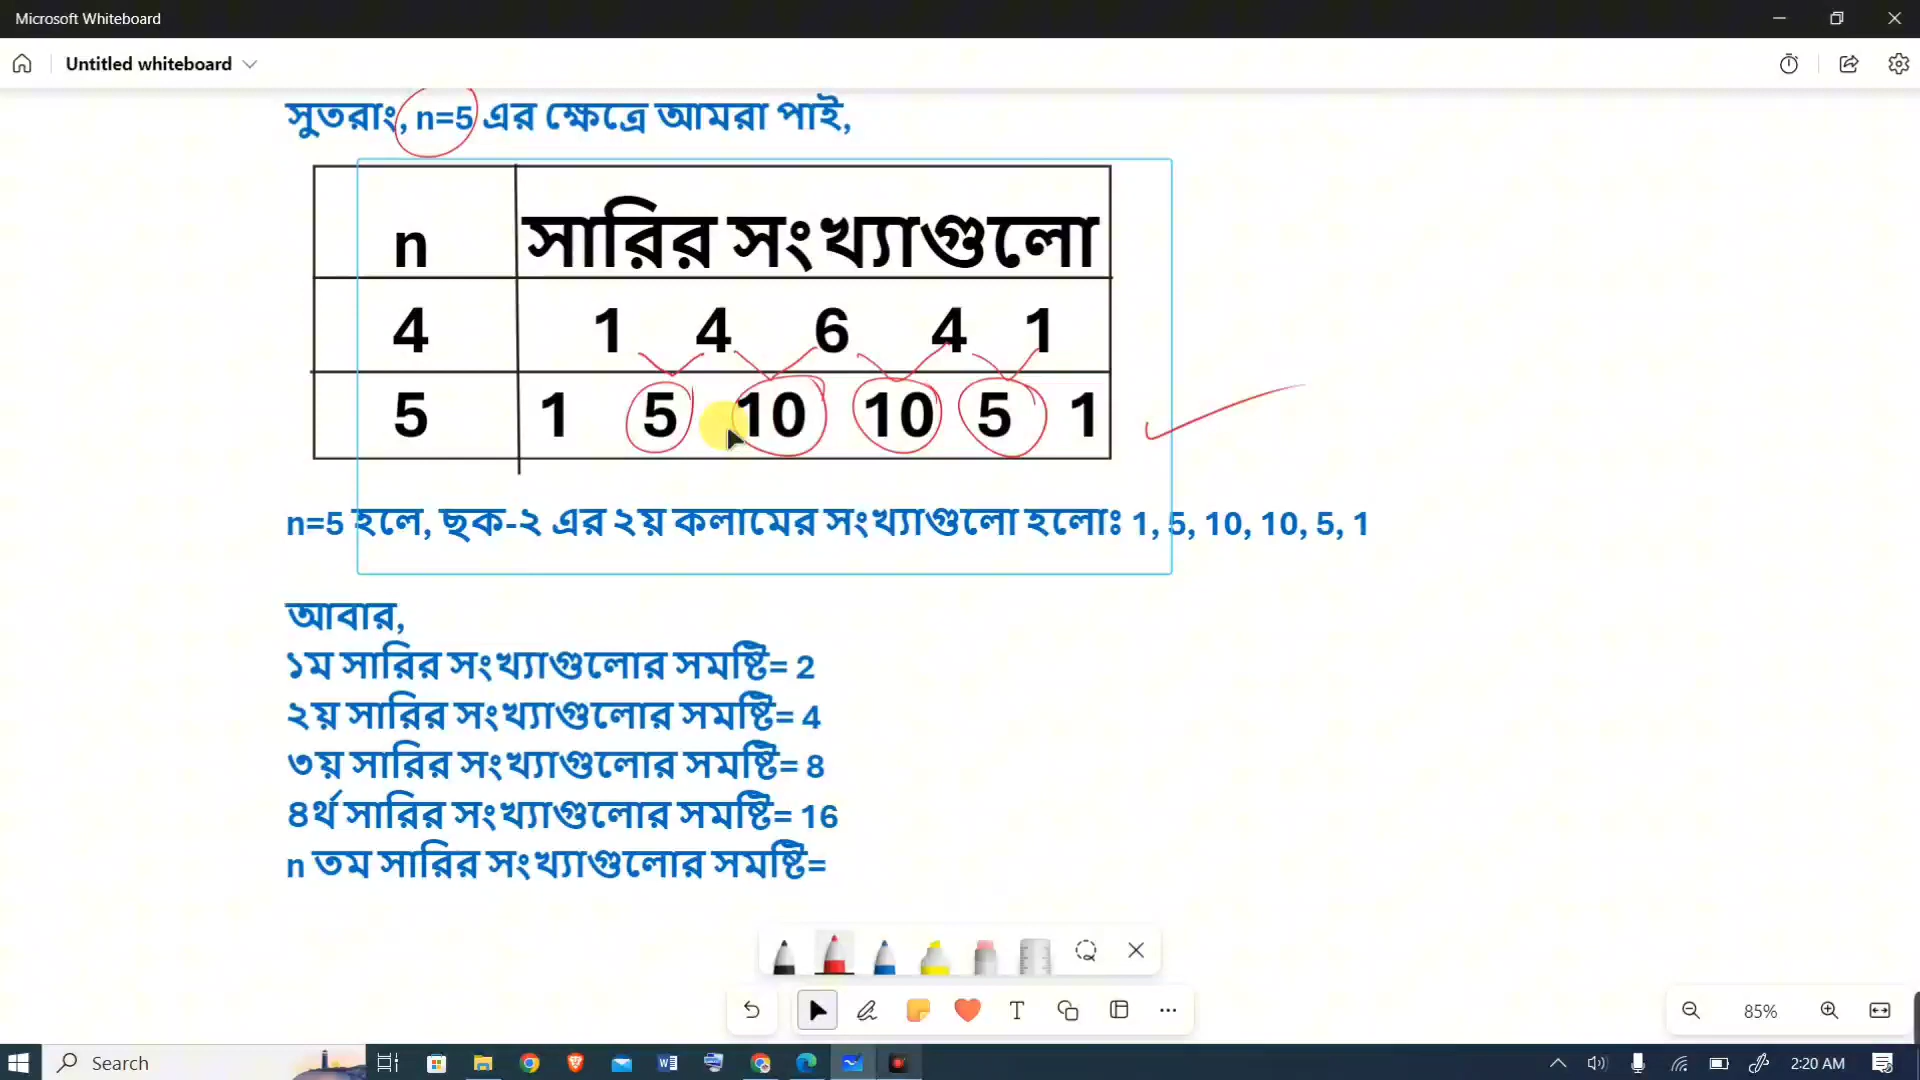 Microsoft Whiteboard
Untitled whiteboard
সুতরাং, n=5 এর ক্ষেত্রে আমরা পাই,
n সারির সংখ্যাগুলো
4 1 4 6 4 1
5 1 5 10 10 5 1
n=5 হলে, ছক-২ এর ২য় কলামের সংখ্যাগুলো হলোঃ 1, 5, 10, 10, 5, 1
আবার,
১ম সারির সংখ্যাগুলোর সমষ্টি= 2
২য় সারির সংখ্যাগুলোর সমষ্টি= 4
৩য় সারির সংখ্যাগুলোর সমষ্টি= 8
৪র্থ সারির সংখ্যাগুলোর সমষ্টি= 16
n তম সারির সংখ্যাগুলোর সমষ্টি=
85%
Search
2:20 AM